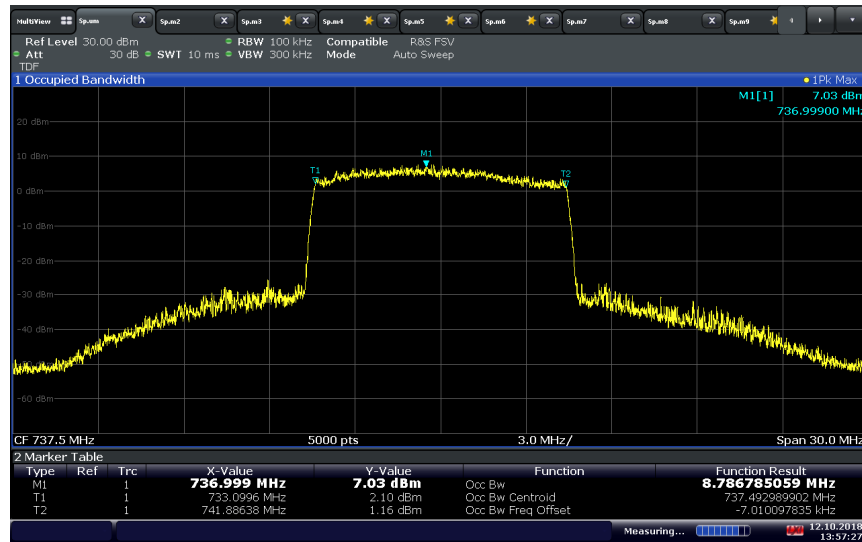 MultiView Sp.um X Sp.m2 X Sp.m3 X Sp.m4 X Sp.m5 X Sp.m6 X Sp.m7 X Sp.m8 X Sp.m9
Ref Level 30.00 dBm RBW 100 kHz Compatible R&S FSV
Att 30 dB SWT 10 ms VBW 300 kHz Mode Auto Sweep
TDF
1 Occupied Bandwidth 1Pk Max
M1[1] 7.03 dBm
736.99900 MHz
20 dBm
10 dBm
M1
T1
T2
0 dBm
-10 dBm
-20 dBm
-30 dBm
-40 dBm
-60 dBm
CF 737.5 MHz 5000 pts 3.0 MHz/ Span 30.0 MHz
2 Marker Table
Type Ref Trc X-Value Y-Value Function Function Result
M1 1 736.999 MHz 7.03 dBm Occ Bw 8.786785059 MHz
T1 1 733.0996 MHz 2.10 dBm Occ Bw Centroid 737.492989902 MHz
T2 1 741.88638 MHz 1.16 dBm Occ Bw Freq Offset -7.010097835 kHz
Measuring... 12.10.2018
13:57:27